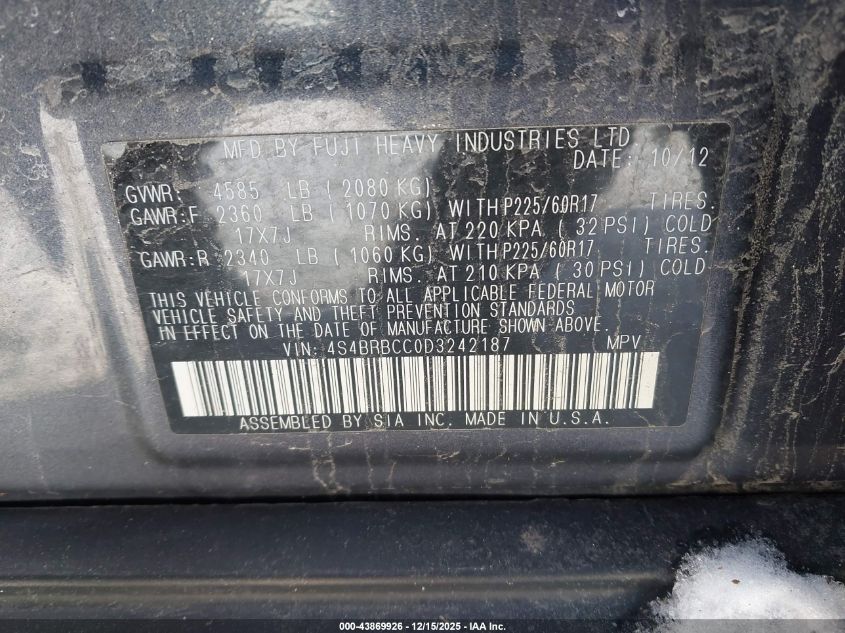 MFD BY FUJI HEAVY INDUSTRIES LTD
DATE: 10/12
GVWR: 4585 LB ( 2080 KG)
GAWR:F 2360 LB ( 1070 KG) WITH P225/60R17 TIRES.
17X7J RIMS. AT 220 KPA ( 32 PSI) COLD
GAWR:R 2340 LB ( 1060 KG) WITH P225/60R17 TIRES.
17X7J RIMS. AT 210 KPA ( 30 PSI) COLD
THIS VEHICLE CONFORMS TO ALL APPLICABLE FEDERAL MOTOR
VEHICLE SAFETY AND THEFT PREVENTION STANDARDS
IN EFFECT ON THE DATE OF MANUFACTURE SHOWN ABOVE.
VIN: 4S4BRBCC0D3242187 MPV
ASSEMBLED BY SIA INC. MADE IN U.S.A.
000-43869926 - 12/15/2025 - IAA Inc.